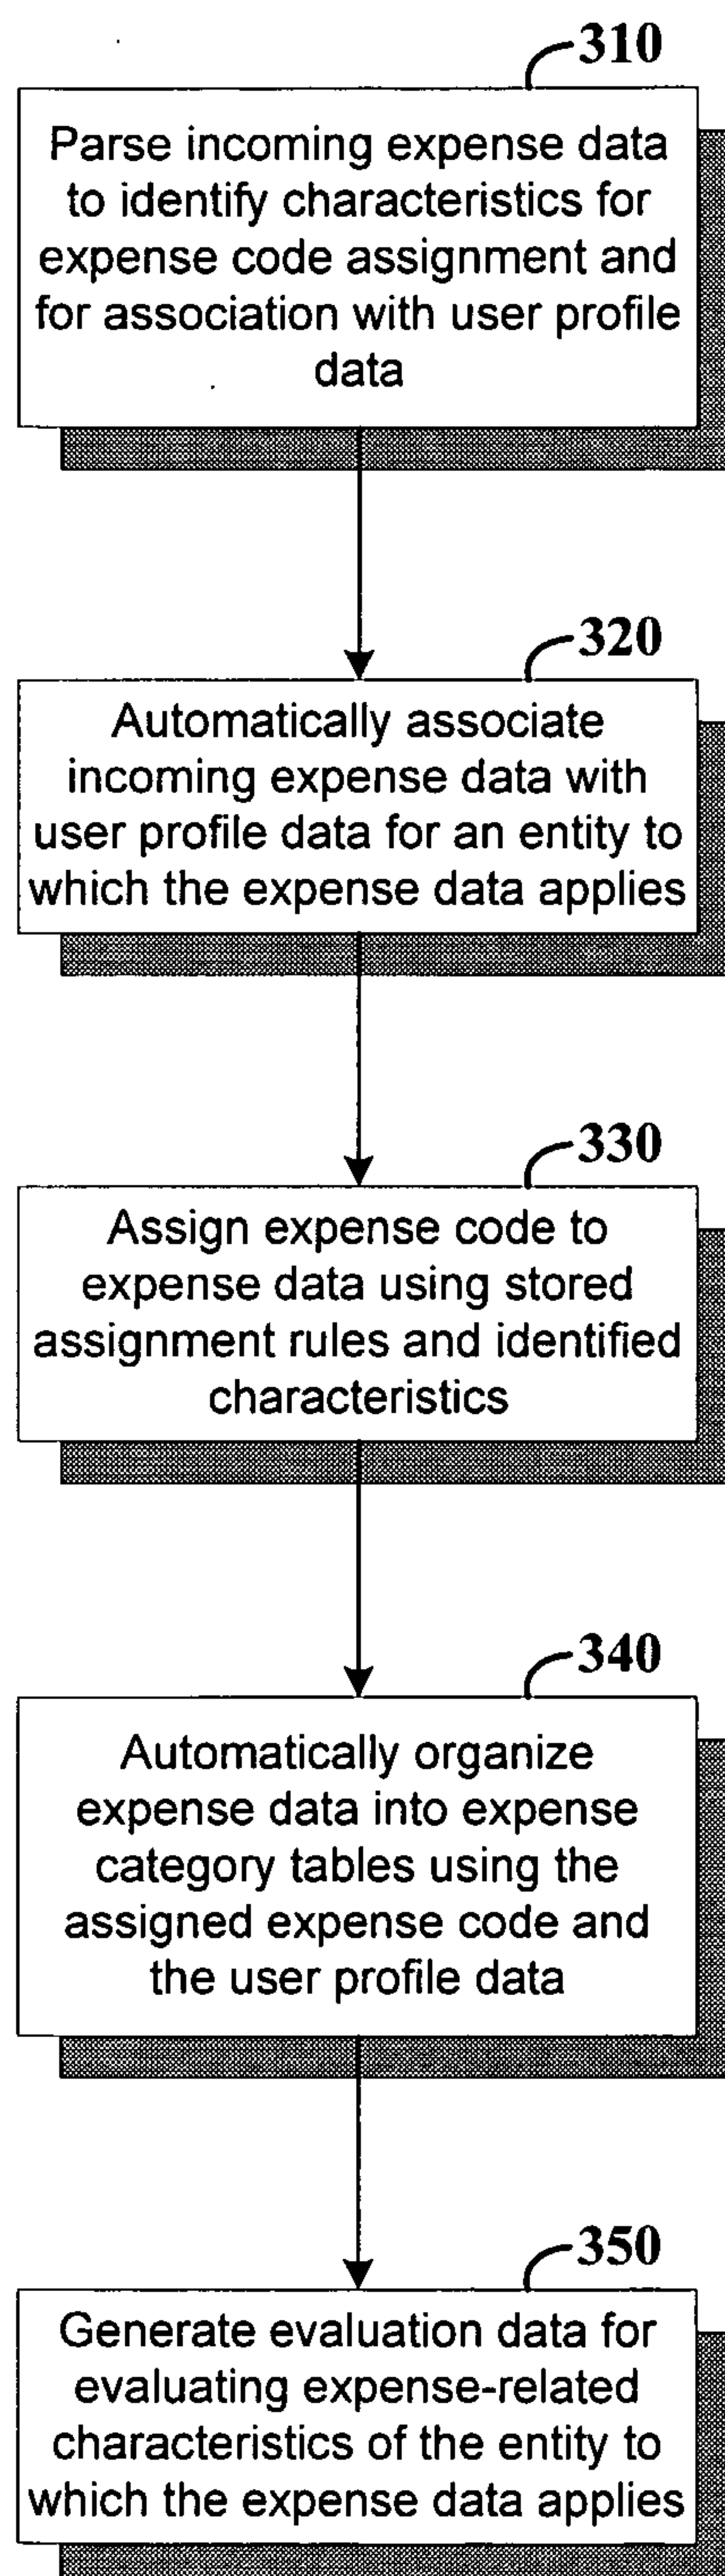 310
Parse incoming expense data
to identify characteristics for
expense code assignment and
for association with user profile
data
320
Automatically associate
incoming expense data with
user profile data for an entity to
which the expense data applies
330
Assign expense code to
expense data using stored
assignment rules and identified
characteristics
340
Automatically organize
expense data into expense
category tables using the
assigned expense code and
the user profile data
350
Generate evaluation data for
evaluating expense-related
characteristics of the entity to
which the expense data applies